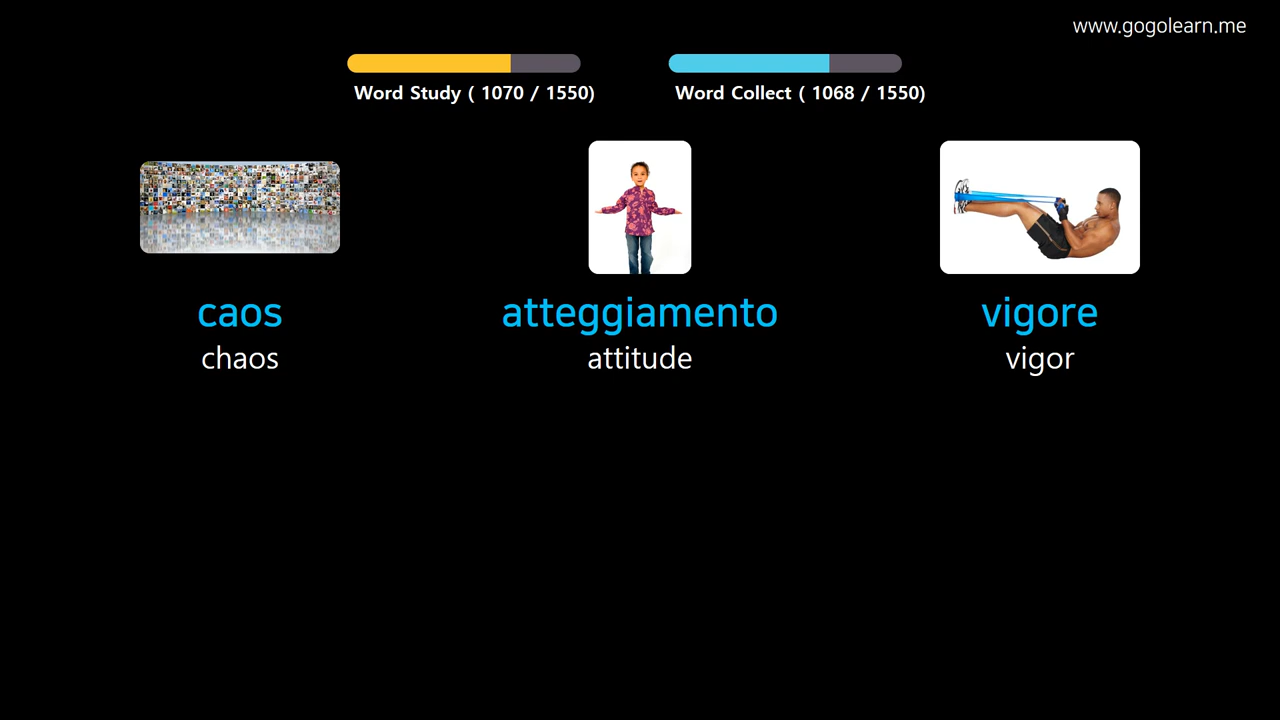 www.gogolearn.me
Word Study ( 1070 / 1550)
Word Collect ( 1068 / 1550)
caos
atteggiamento
vigore
chaos
attitude
vigor